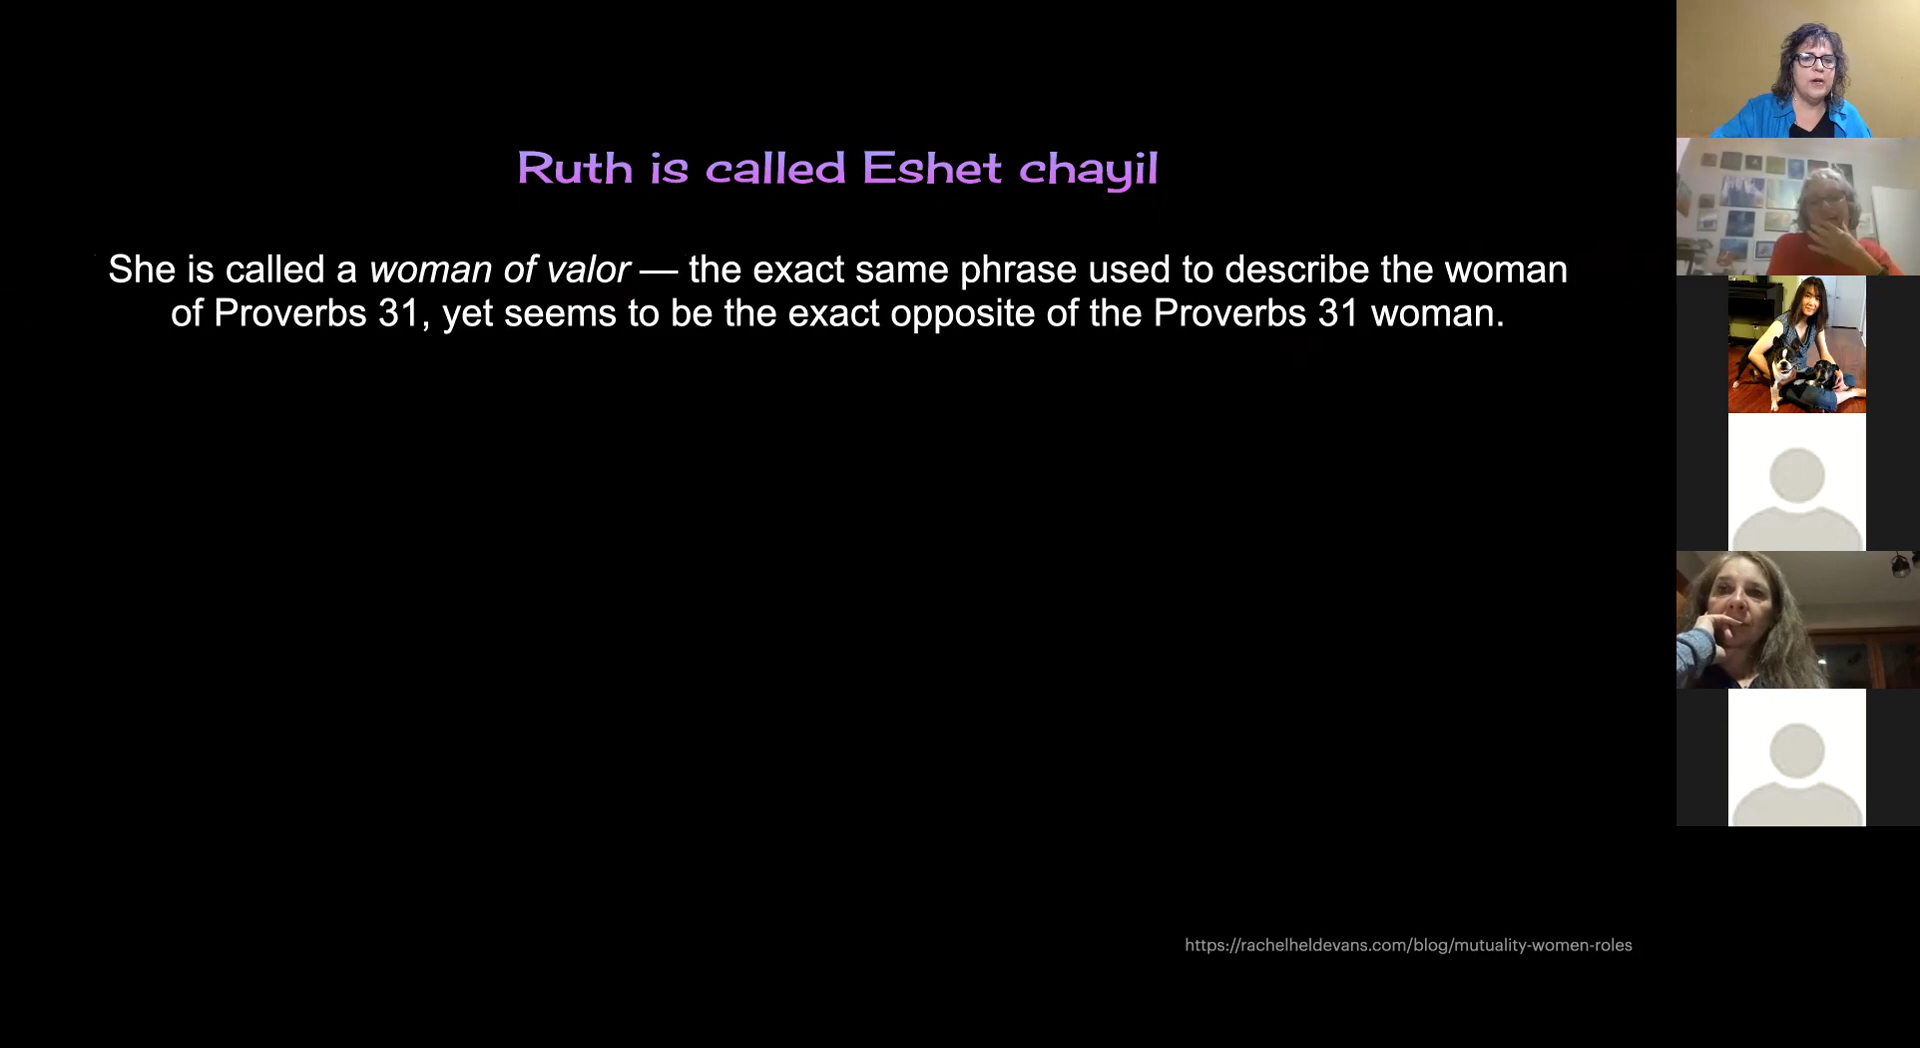 Ruth is called Eshet chayil
She is called a woman of valor — the exact same phrase used to describe the woman
of Proverbs 31, yet seems to be the exact opposite of the Proverbs 31 woman.
https://rachelheldevans.com/blog/mutuality-women-roles